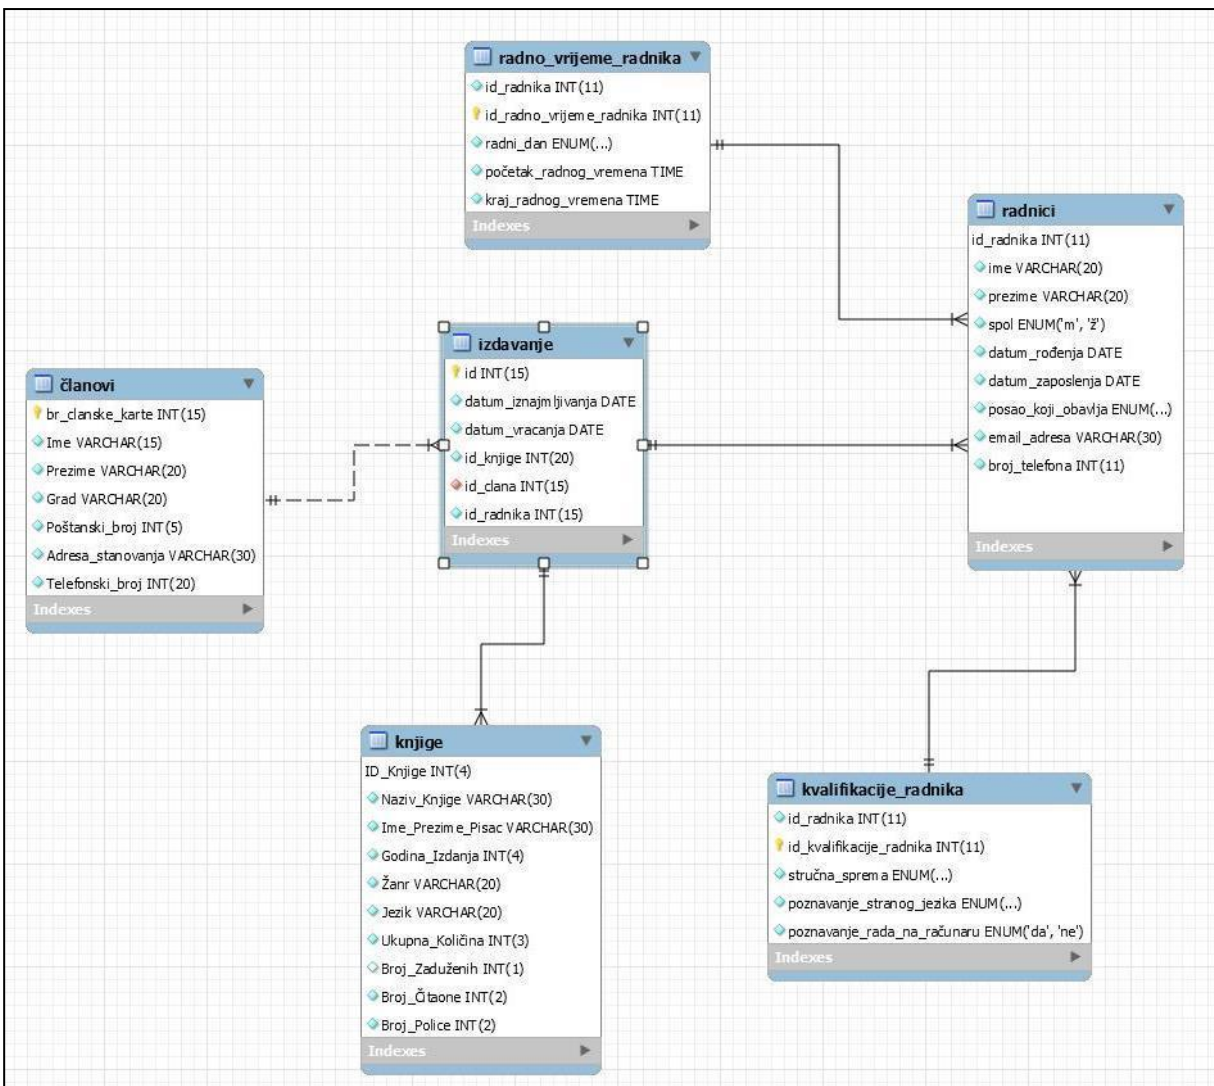 radno_vrijeme_radnika
id_radnika INT(11)
id_radno_vrijeme_radnika INT(11)
radni_dan ENUM(...)
početak_radnog_vremena TIME
kraj_radnog_vremena TIME
Indexes
radnici
id_radnika INT(11)
ime VARCHAR(20)
prezime VARCHAR(20)
spol ENUM('m', 'ž')
datum_rođenja DATE
datum_zaposlenja DATE
posao_koji_obavlja ENUM(...)
email_adresa VARCHAR(30)
broj_telefona INT(11)
Indexes
izdavanje
id INT(15)
datum_iznajmljivanja DATE
datum_vracanja DATE
id_knjige INT(20)
id_clana INT(15)
id_radnika INT(15)
Indexes
članovi
br_clanske_karte INT(15)
Ime VARCHAR(15)
Prezime VARCHAR(20)
Grad VARCHAR(20)
Poštanski_broj INT(5)
Adresa_stanovanja VARCHAR(30)
Telefonski_broj INT(20)
Indexes
knjige
ID_Knjige INT(4)
Naziv_Knjige VARCHAR(30)
Ime_Prezime_Pisac VARCHAR(30)
Godina_Izdanja INT(4)
Žanr VARCHAR(20)
Jezik VARCHAR(20)
Ukupna_Količina INT(3)
Broj_Zaduženih INT(1)
Broj_Čitaone INT(2)
Broj_Police INT(2)
Indexes
kvalifikacije_radnika
id_radnika INT(11)
id_kvalifikacije_radnika INT(11)
stručna_sprema ENUM(...)
poznavanje_stranog_jezika ENUM(...)
poznavanje_rada_na_računaru ENUM('da', 'ne')
Indexes